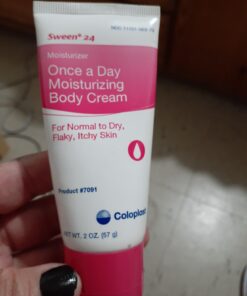 Sween® 24
Moisturizer
Once a Day
Moisturizing
Body Cream
For Normal to Dry,
Flaky, Itchy Skin
Product #7091
Coloplast
NET WT. 2 OZ. (57 g)